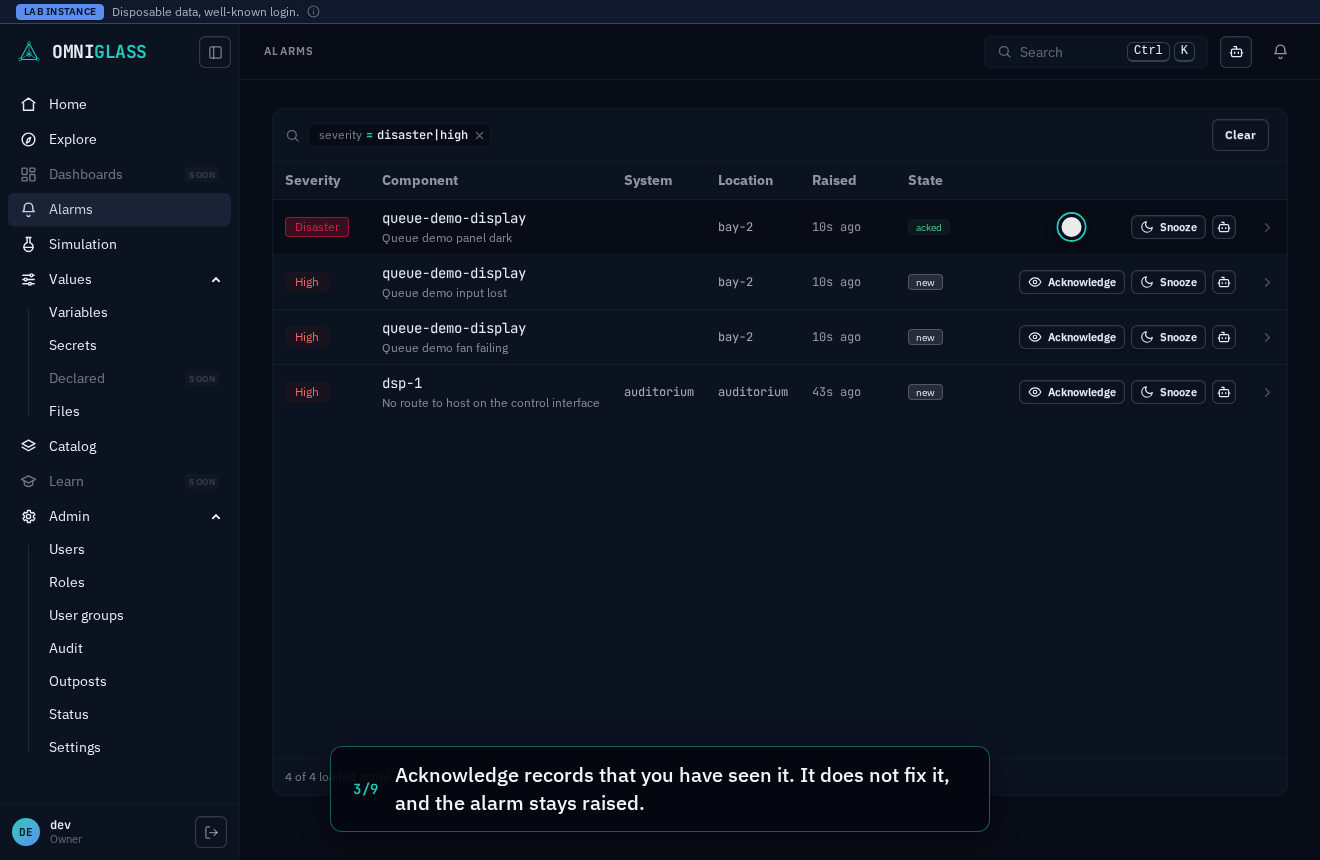 LAB INSTANCE Disposable data, well-known login.
OMNIGLASS
ALARMS
Search Ctrl K
Home
Explore
Dashboards SOON
Alarms
Simulation
Values
Variables
Secrets
Declared SOON
Files
Catalog
Learn SOON
Admin
Users
Roles
User groups
Audit
Outposts
Status
Settings
DE dev
Owner
severity = disaster|high
Clear
Severity Component System Location Raised State
Disaster queue-demo-display bay-2 10s ago acked Snooze
Queue demo panel dark
High queue-demo-display bay-2 10s ago new Acknowledge Snooze
Queue demo input lost
High queue-demo-display bay-2 10s ago new Acknowledge Snooze
Queue demo fan failing
High dsp-1 auditorium auditorium 43s ago new Acknowledge Snooze
No route to host on the control interface
4 of 4 loaded active
3/9 Acknowledge records that you have seen it. It does not fix it,
and the alarm stays raised.